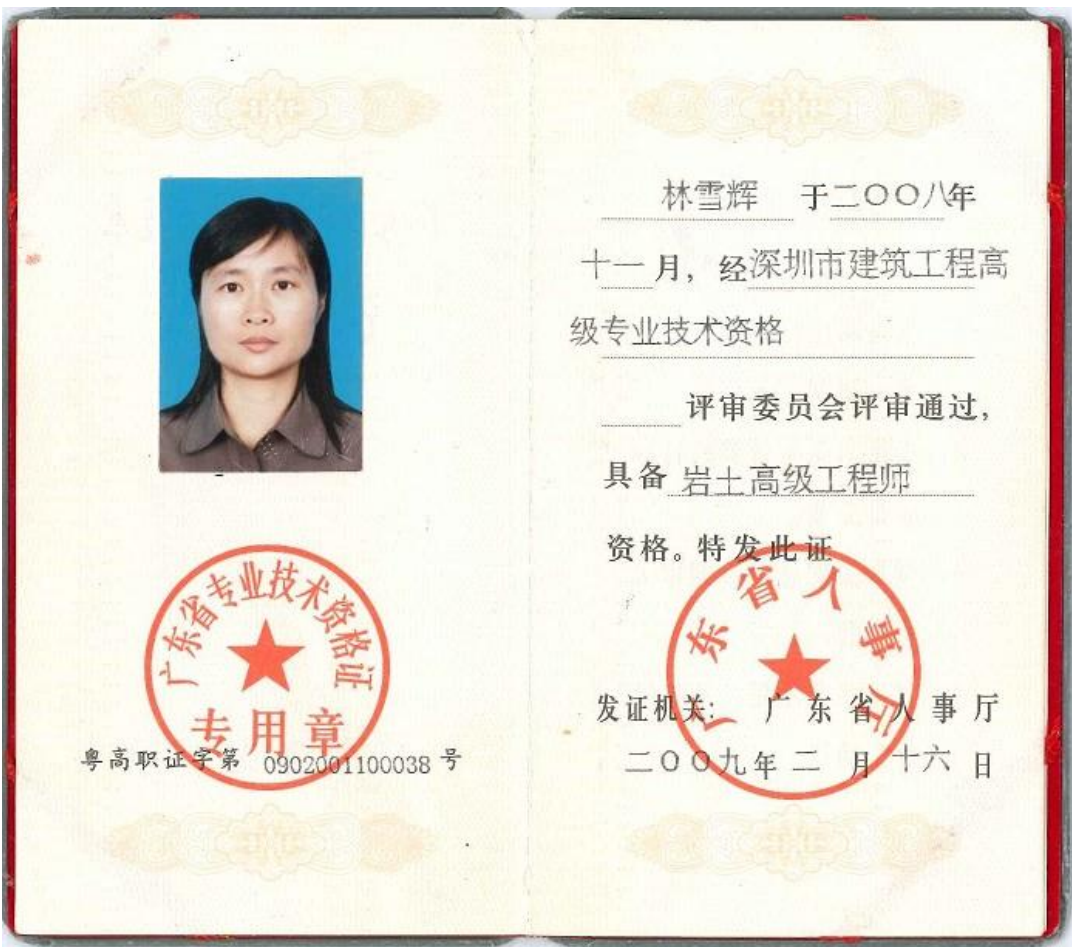 广东省专业技术资格证
专用章
粤高职证字第 0902001100038 号
林雪辉 于二〇〇八年
十一月，经深圳市建筑工程高
级专业技术资格
评审委员会评审通过，
具备 岩土高级工程师
资格。特发此证
广东省人事厅
发证机关： 广东省人事厅
二〇〇九年 二 月 十六 日